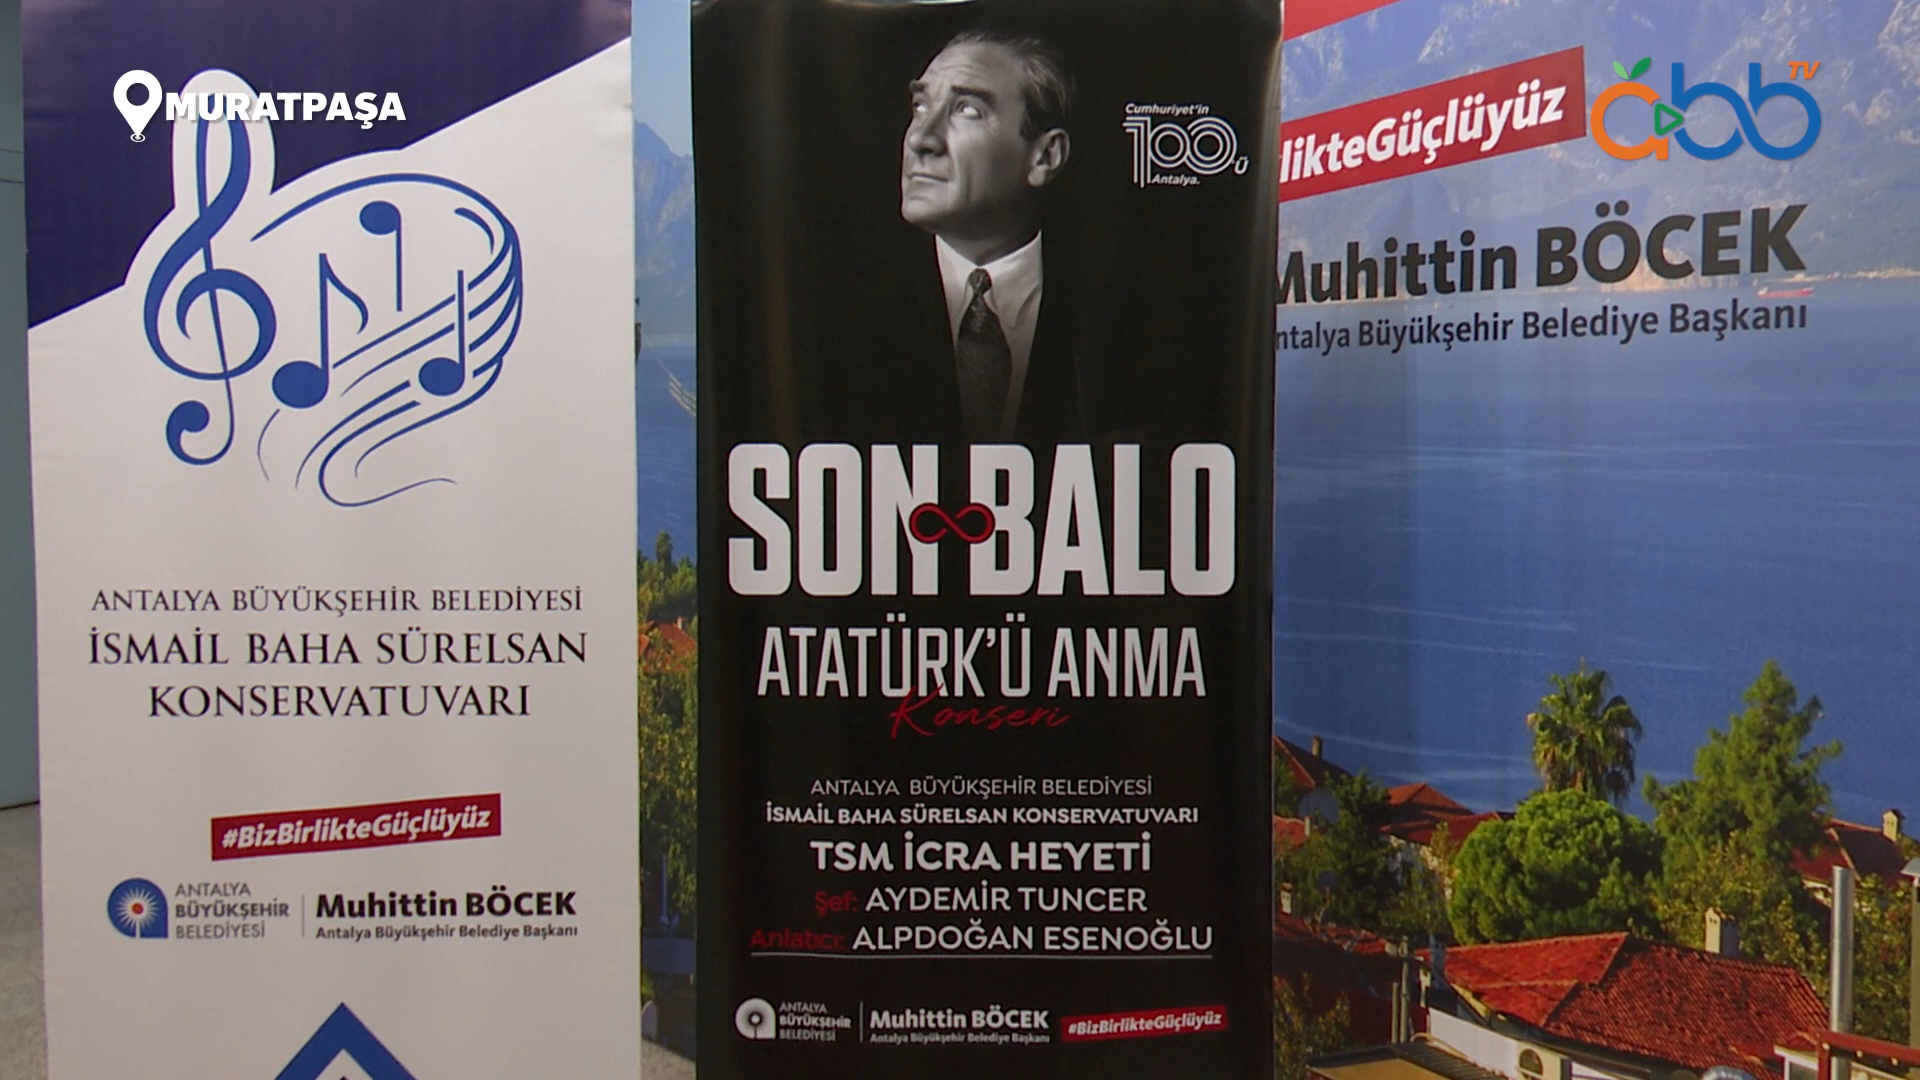 MURATPAŞA
ANTALYA BÜYÜKŞEHİR BELEDİYESİ
İSMAİL BAHA SÜRELSAN
KONSERVATUVARI
#BizBirlikteGüçlüyüz
ANTALYA
BÜYÜKŞEHİR
BELEDİYESİ
Muhittin BÖCEK
Antalya Büyükşehir Belediye Başkanı
Cumhuriyet'in
100.ü
Antalya.
SON BALO
ATATÜRK'Ü ANMA
Konseri
ANTALYA BÜYÜKŞEHİR BELEDİYESİ
İSMAİL BAHA SÜRELSAN KONSERVATUVARI
TSM İCRA HEYETİ
Şef: AYDEMİR TUNCER
Anlatıcı: ALPDOĞAN ESENOĞLU
ANTALYA
BÜYÜKŞEHİR
BELEDİYESİ
Muhittin BÖCEK
Antalya Büyükşehir Belediye Başkanı
#BizBirlikteGüçlüyüz
abb TV
likteGüçlüyüz
Muhittin BÖCEK
ntalya Büyükşehir Belediye Başkanı